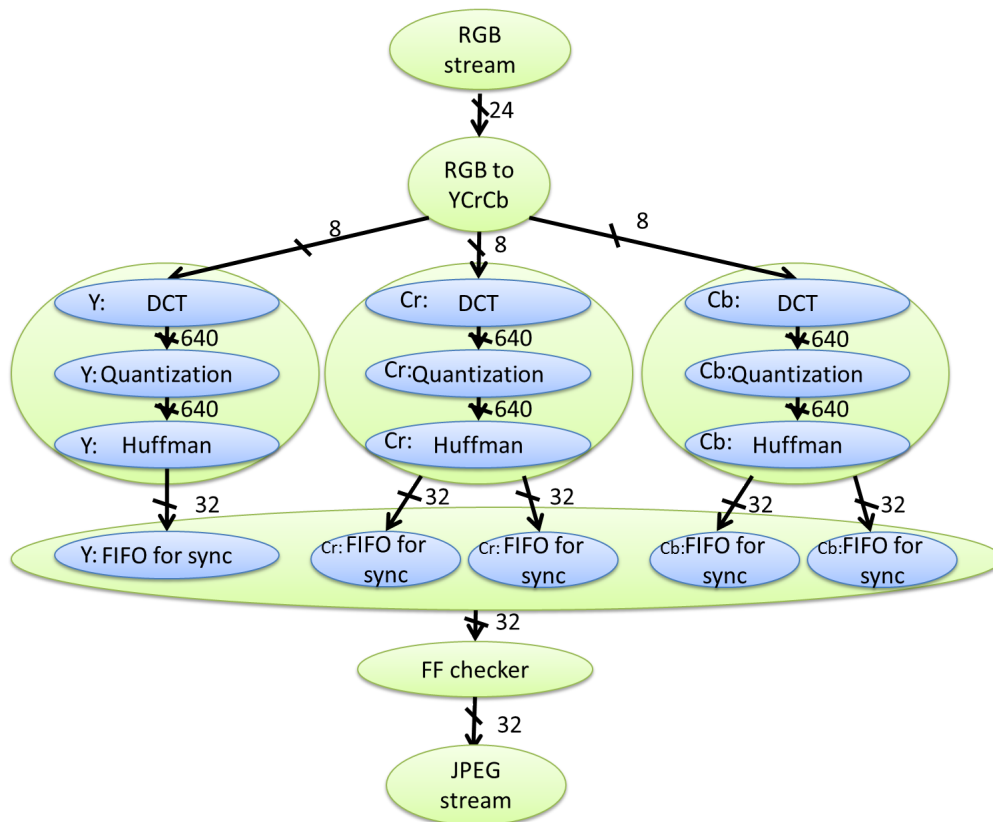 RGB
stream
24
RGB to
YCrCb
8
8
8
Y: DCT
Cr: DCT
Cb: DCT
640
640
640
Y: Quantization
Cr: Quantization
Cb: Quantization
640
640
640
Y: Huffman
Cr: Huffman
Cb: Huffman
32
32
32
32
32
Y: FIFO for sync
Cr: FIFO for
sync
Cr: FIFO for
sync
Cb: FIFO for
sync
Cb: FIFO for
sync
32
FF checker
32
JPEG
stream